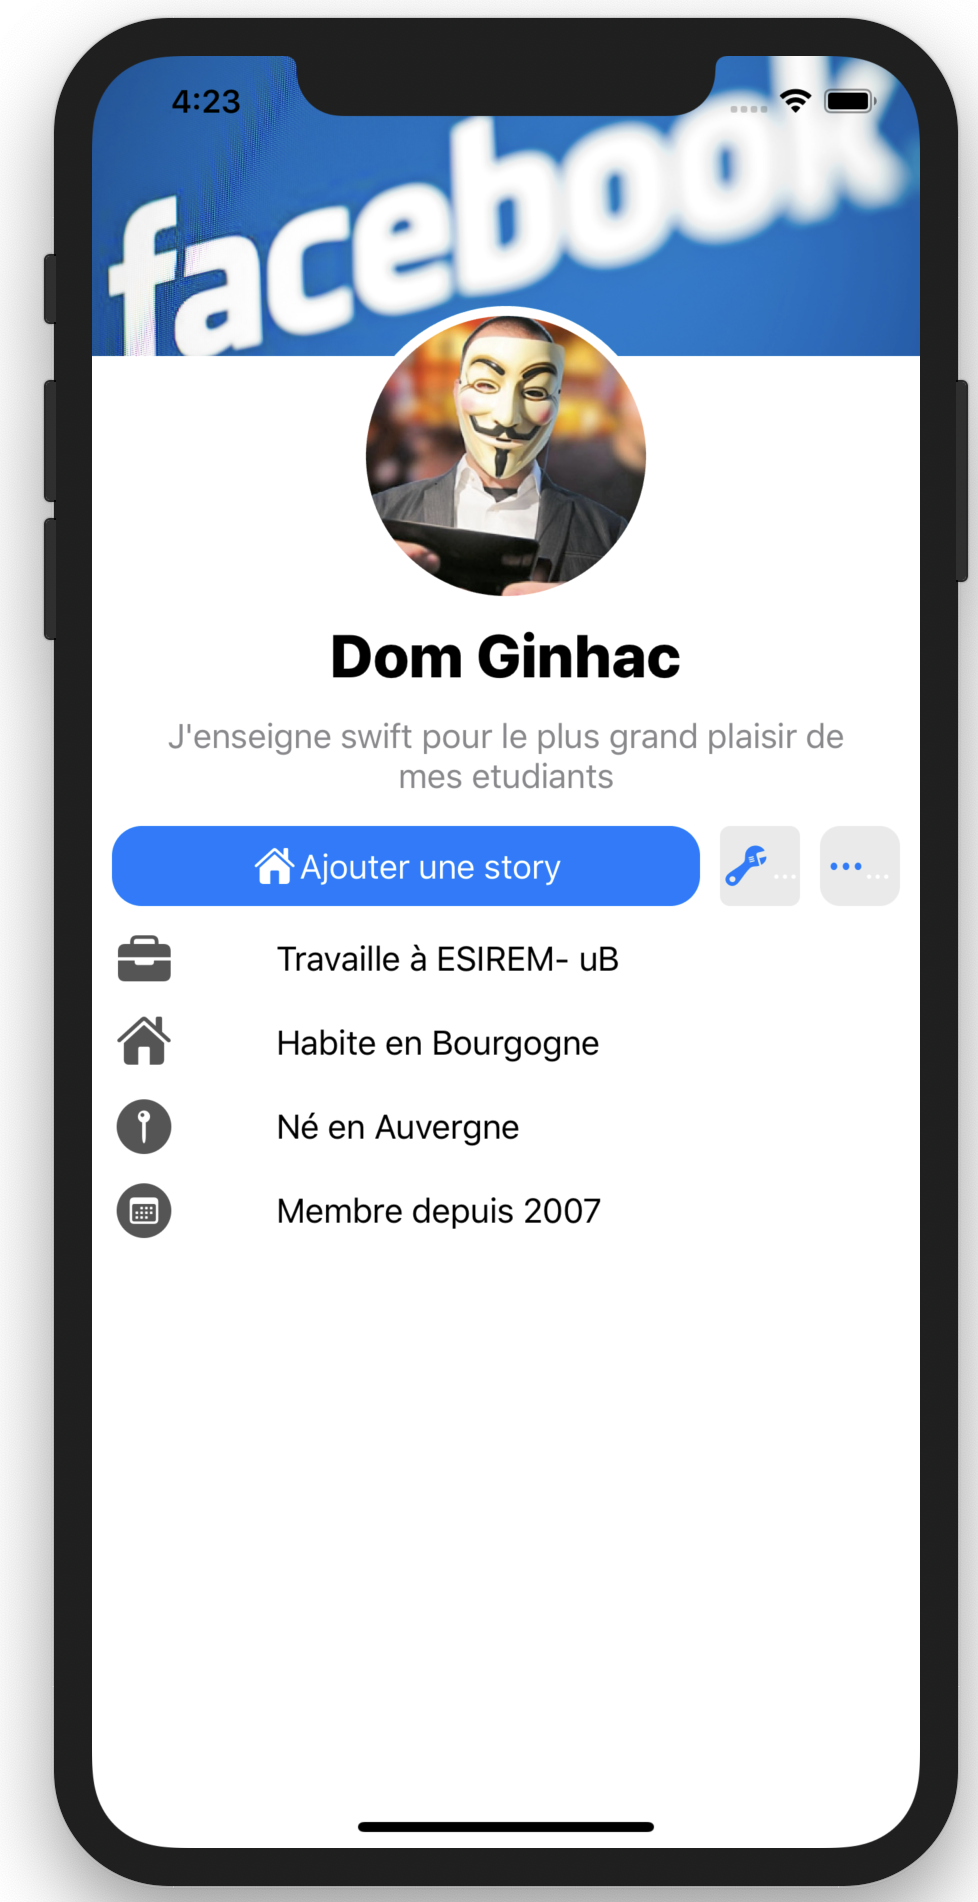 4:23
facebook
Dom Ginhac
J'enseigne swift pour le plus grand plaisir de
mes etudiants
Ajouter une story
...
...
Travaille à ESIREM- uB
Habite en Bourgogne
Né en Auvergne
Membre depuis 2007